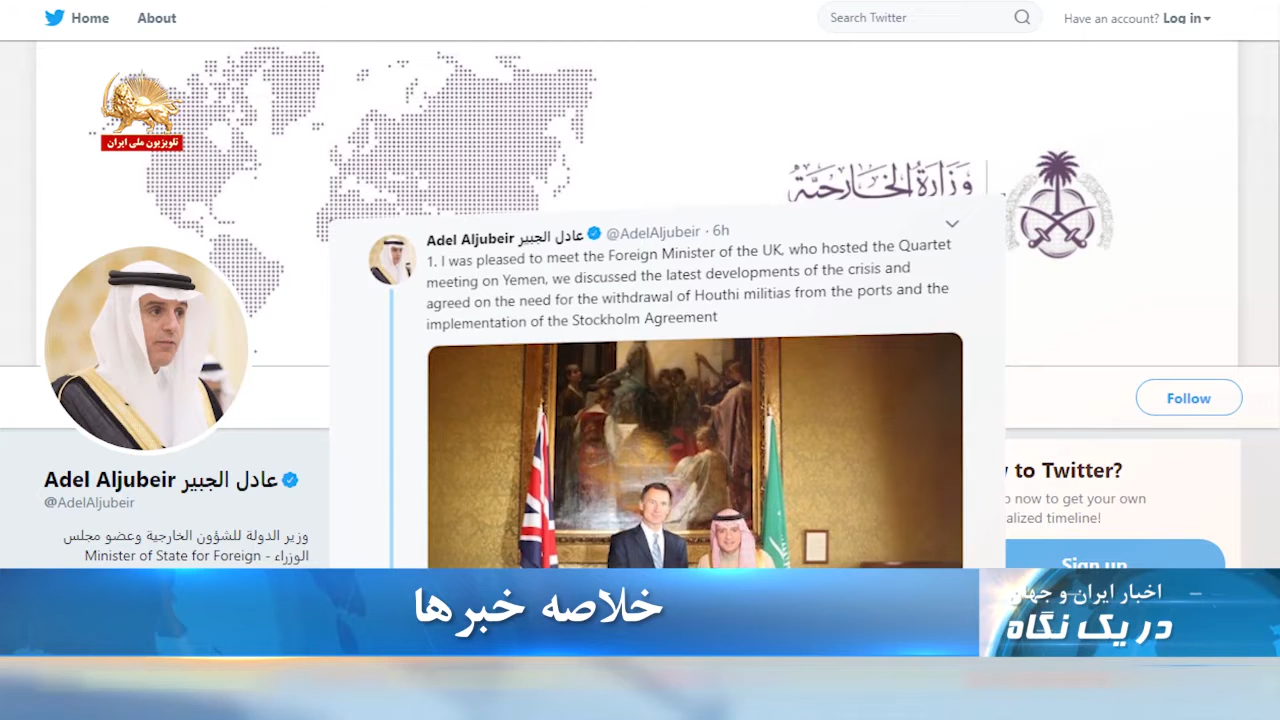 Home
About
Search Twitter
Have an account? Log in
تلویزیون ملی ایران
وزارة الخارجية
Adel Aljubeir عادل الجبير @AdelAljubeir · 6h
1. I was pleased to meet the Foreign Minister of the UK, who hosted the Quartet
meeting on Yemen, we discussed the latest developments of the crisis and
agreed on the need for the withdrawal of Houthi militias from the ports and the
implementation of the Stockholm Agreement
Follow
Adel Aljubeir عادل الجبير
@AdelAljubeir
وزير الدولة للشؤون الخارجية وعضو مجلس
الوزراء - Minister of State for Foreign
to Twitter?
now to get your own
alized timeline!
Sign up
خلاصه خبرها
اخبار ایران و جهان
در یک نگاه